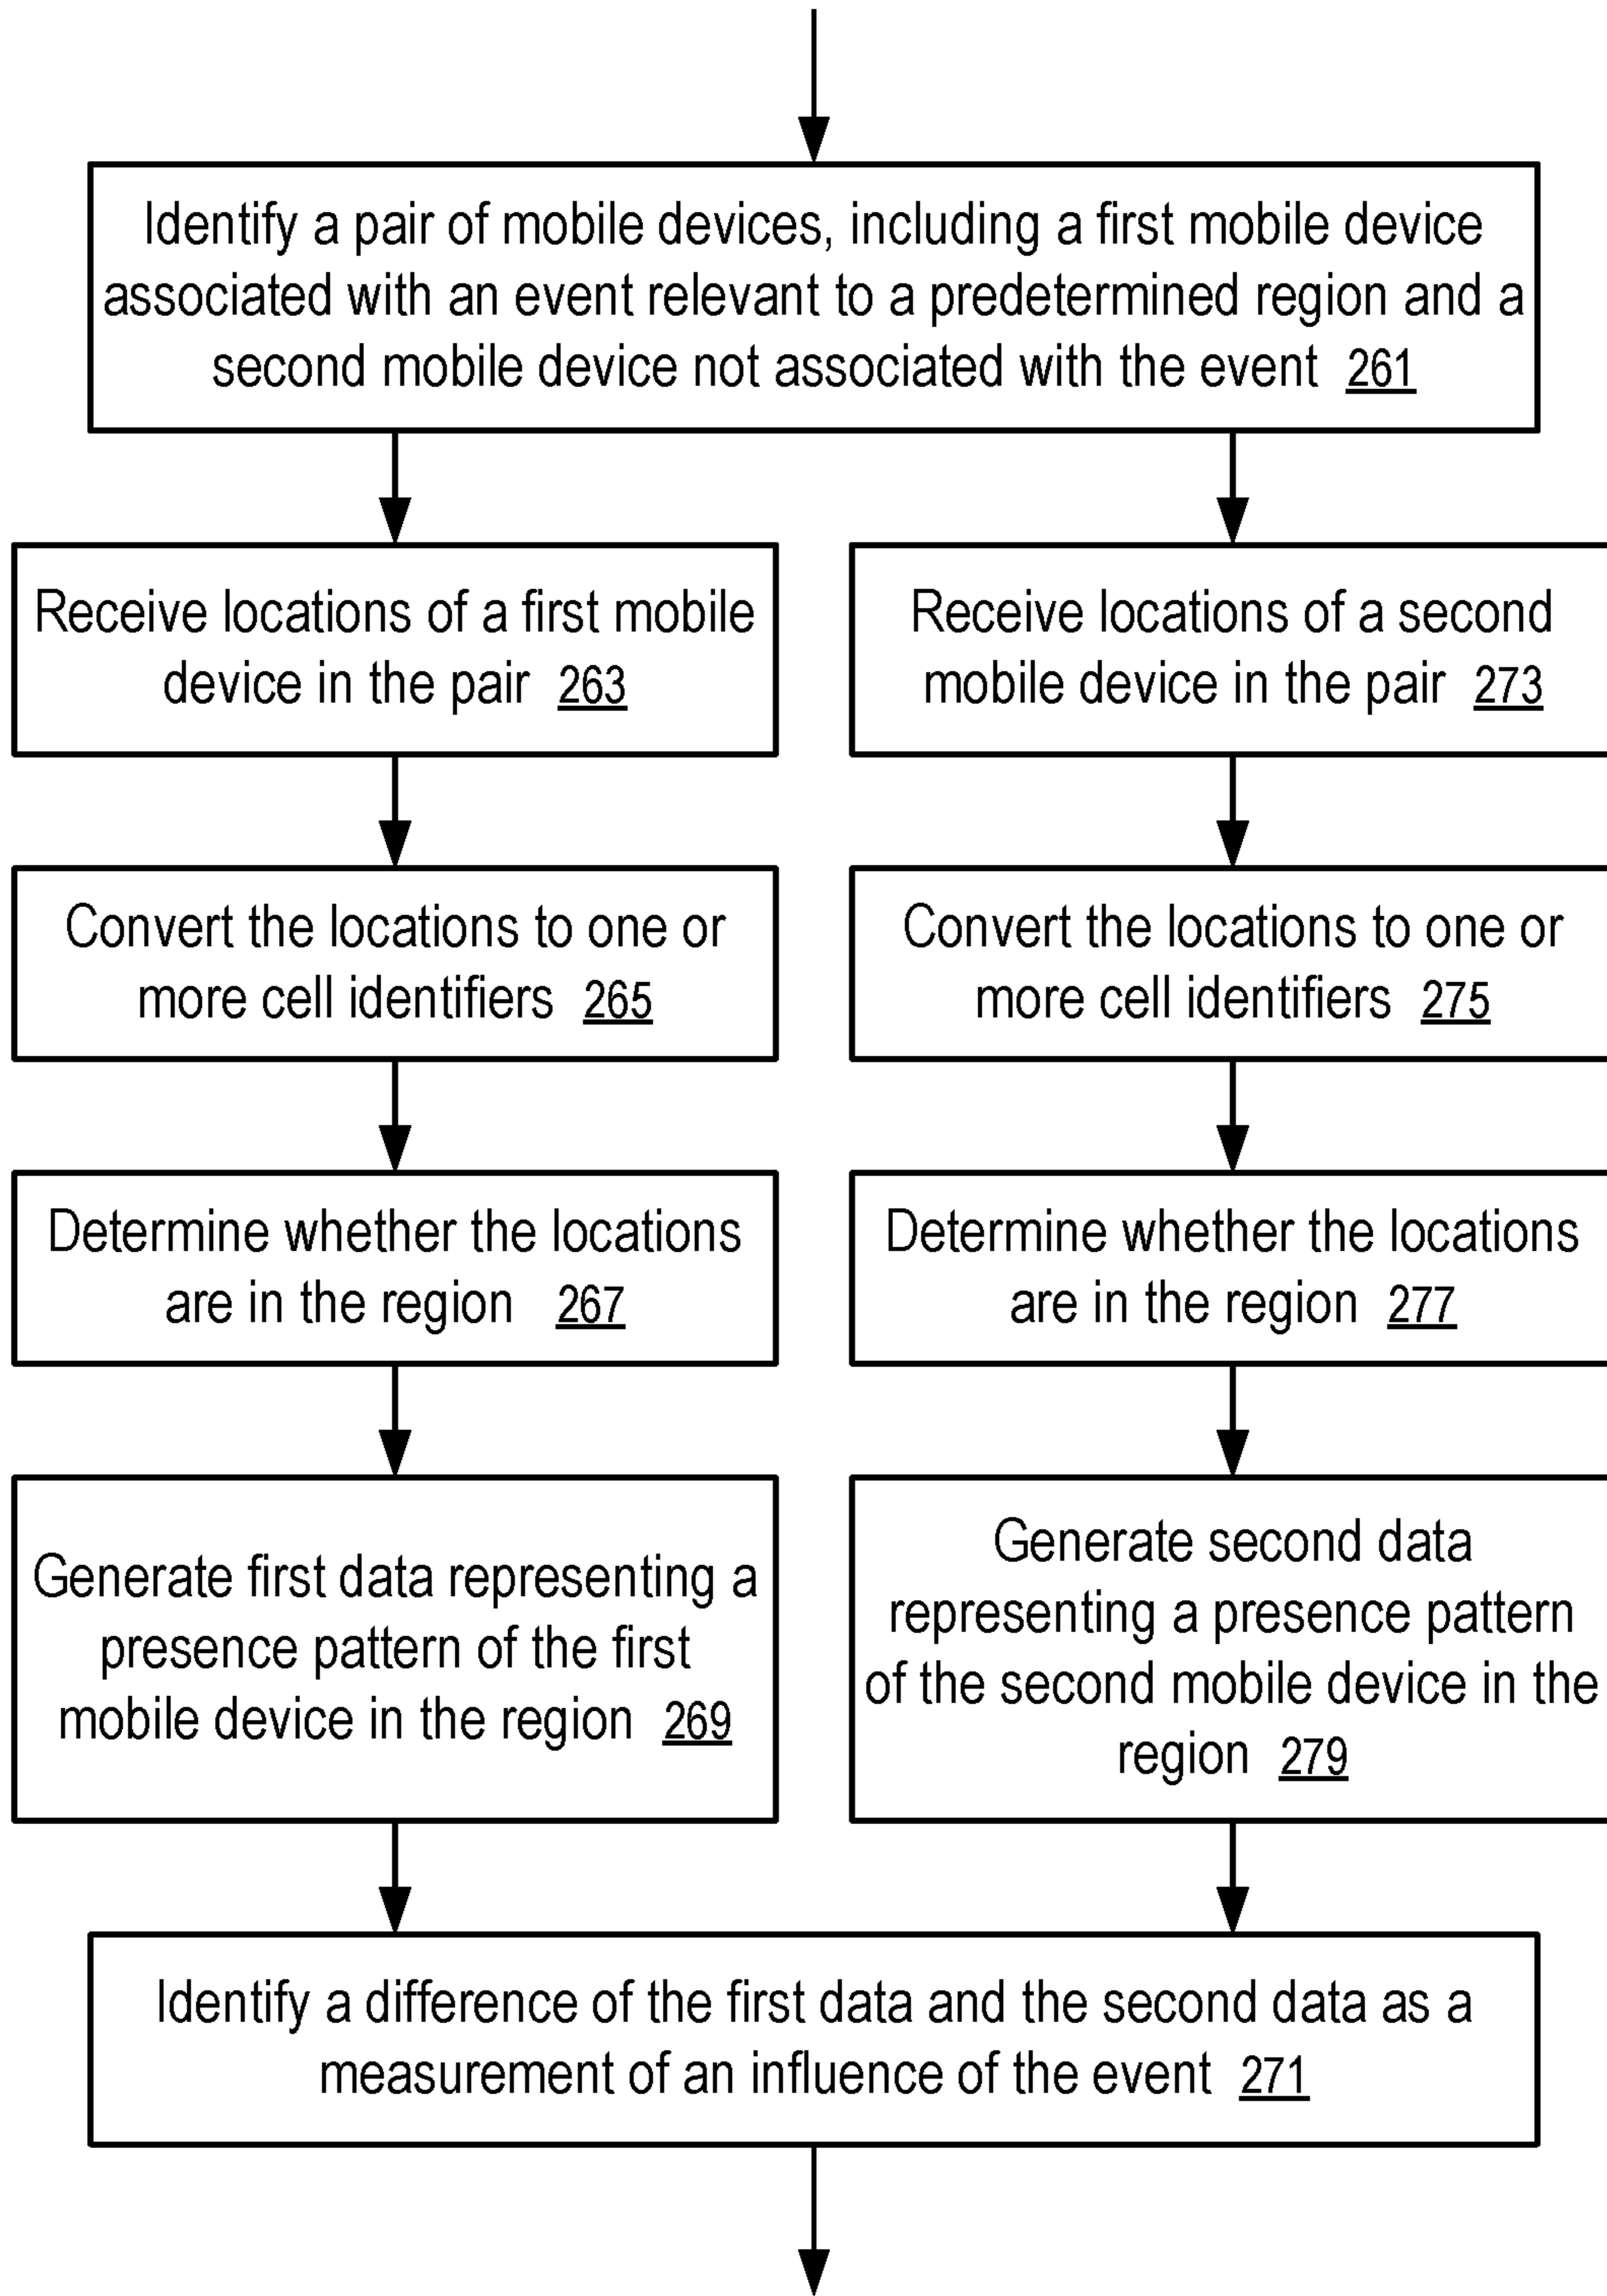 Identify a pair of mobile devices, including a first mobile device
associated with an event relevant to a predetermined region and a
second mobile device not associated with the event 261
Receive locations of a first mobile
device in the pair 263
Convert the locations to one or
more cell identifiers 265
Determine whether the locations
are in the region 267
Generate first data representing a
presence pattern of the first
mobile device in the region 269
Receive locations of a second
mobile device in the pair 273
Convert the locations to one or
more cell identifiers 275
Determine whether the locations
are in the region 277
Generate second data
representing a presence pattern
of the second mobile device in the
region 279
Identify a difference of the first data and the second data as a
measurement of an influence of the event 271